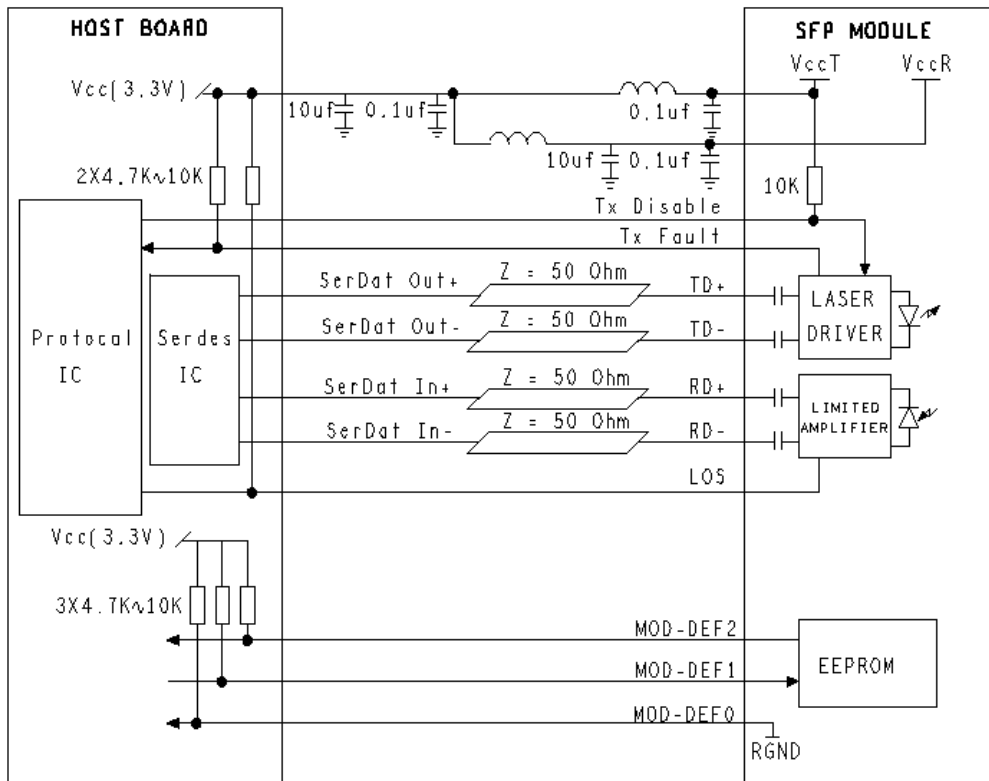 HOST BOARD
SFP MODULE
VccT
VccR
Vcc(3.3V)
10uf
0.1uf
0.1uf
10uf
0.1uf
2X4.7K~10K
10K
Tx Disable
Tx Fault
SerDat Out+
Z = 50 Ohm
TD+
SerDat Out-
Z = 50 Ohm
TD-
SerDat In+
Z = 50 Ohm
RD+
SerDat In-
Z = 50 Ohm
RD-
Protocal
IC
Serdes
IC
LASER
DRIVER
LIMITED
AMPLIFIER
LOS
Vcc(3.3V)
3X4.7K~10K
MOD-DEF2
MOD-DEF1
MOD-DEF0
EEPROM
RGND